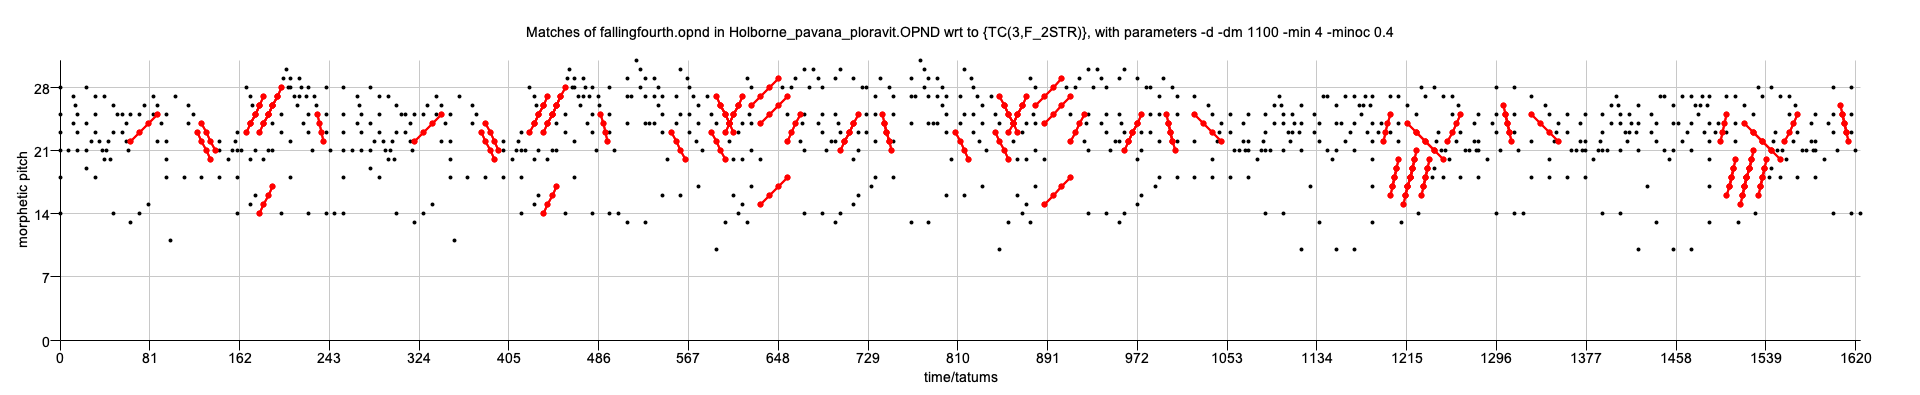 Matches of fallingfourth.opnd in Holborne_pavana_ploravit.OPND wrt to {TC(3,F_2STR)}, with parameters -d -dm 1100 -min 4 -minoc 0.4
morphetic pitch
28
21
14
7
0
0 81 162 243 324 405 486 567 648 729 810 891 972 1053 1134 1215 1296 1377 1458 1539 1620
time/tatums